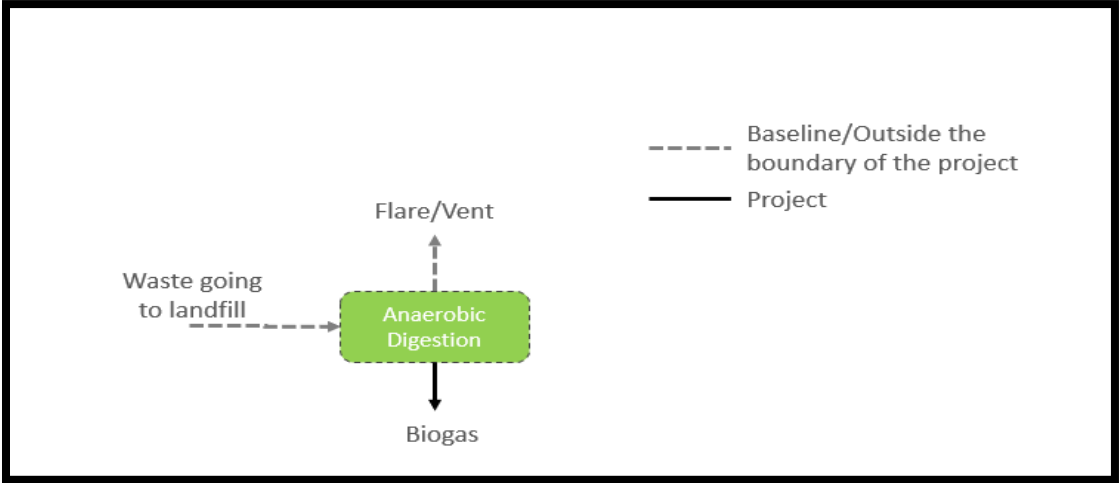 Baseline/Outside the
boundary of the project
Project
Flare/Vent
Waste going
to landfill
Anaerobic
Digestion
Biogas